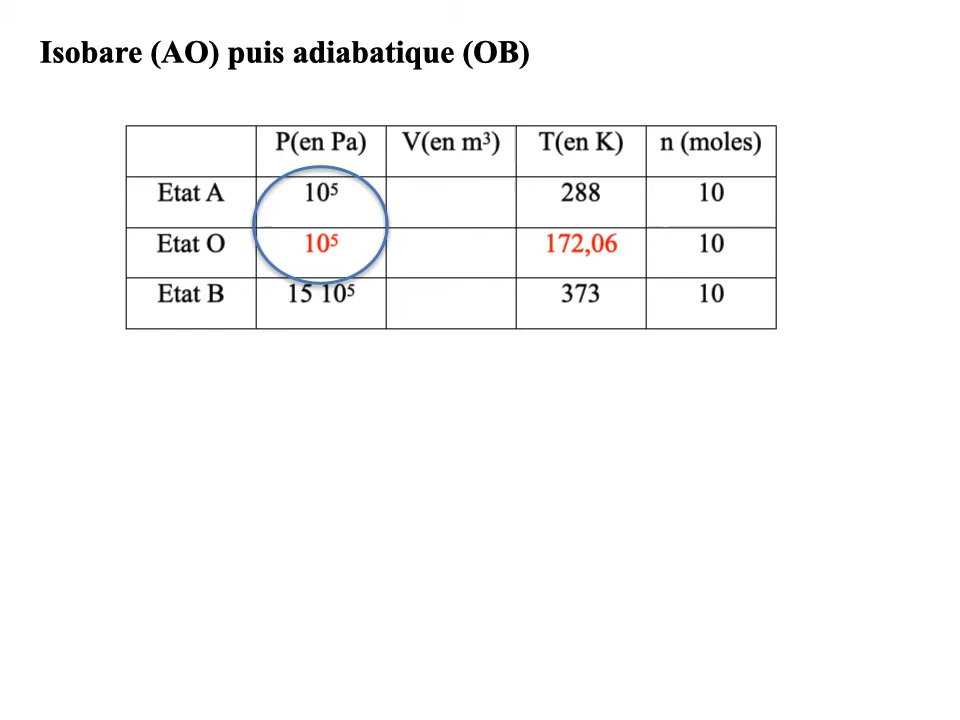 Isobare (AO) puis adiabatique (OB)
P(en Pa) V(en m³) T(en K) n (moles)
Etat A 10⁵ 288 10
Etat O 10⁵ 172,06 10
Etat B 15 10⁵ 373 10